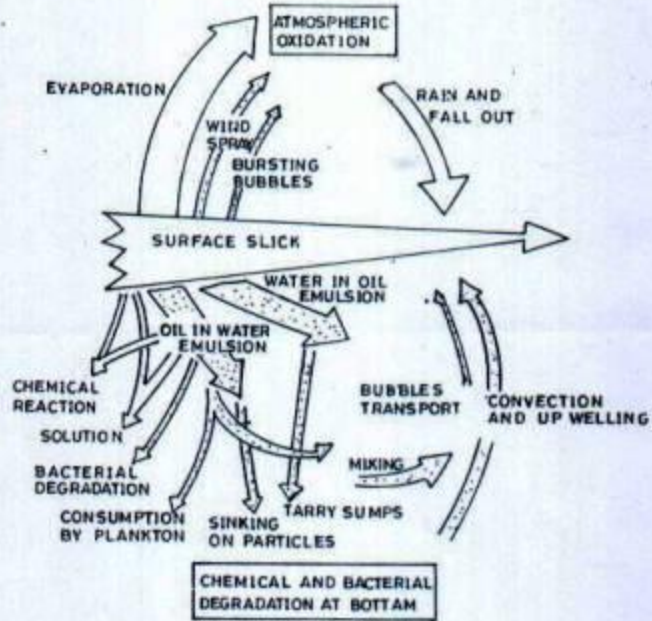 ATMOSPHERIC
OXIDATION
EVAPORATION
RAIN AND
FALL OUT
WIND
SPRAY
BURSTING
BUBBLES
SURFACE SLICK
WATER IN OIL
EMULSION
OIL IN WATER
EMULSION
CHEMICAL
REACTION
BUBBLES
TRANSPORT
CONVECTION
AND UP WELLING
SOLUTION
MIKING
BACTERIAL
DEGRADATION
TARRY SUMPS
CONSUMPTION
BY PLANKTON
SINKING
ON PARTICLES
CHEMICAL AND BACTERIAL
DEGRADATION AT BOTTAM